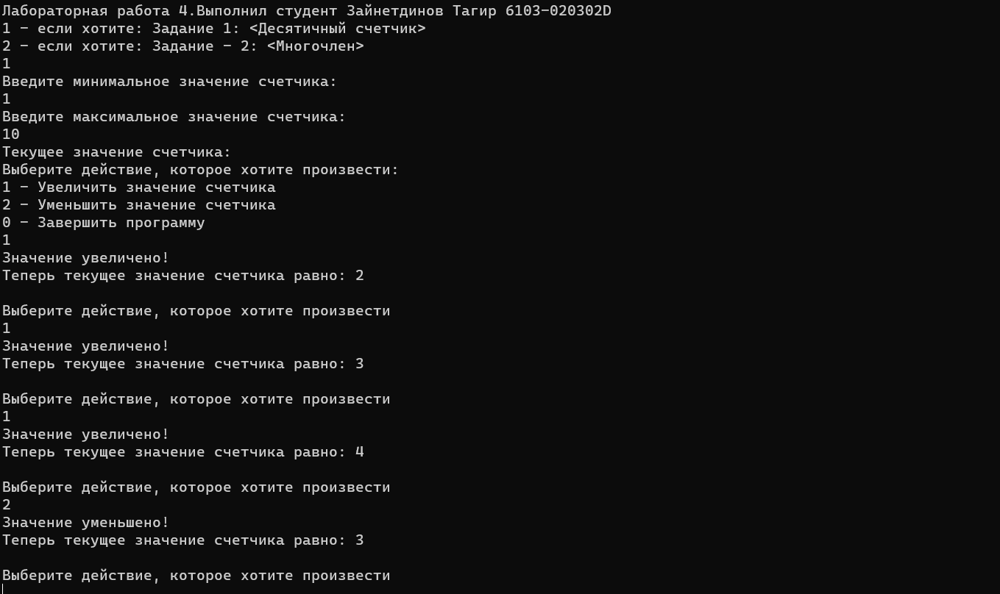 Лабораторная работа 4.Выполнил студент Зайнетдинов Тагир 6103-020302D
1 - если хотите: Задание 1: <Десятичный счетчик>
2 - если хотите: Задание - 2: <Многочлен>
1
Введите минимальное значение счетчика:
1
Введите максимальное значение счетчика:
10
Текущее значение счетчика:
Выберите действие, которое хотите произвести:
1 - Увеличить значение счетчика
2 - Уменьшить значение счетчика
0 - Завершить программу
1
Значение увеличено!
Теперь текущее значение счетчика равно: 2
Выберите действие, которое хотите произвести
1
Значение увеличено!
Теперь текущее значение счетчика равно: 3
Выберите действие, которое хотите произвести
1
Значение увеличено!
Теперь текущее значение счетчика равно: 4
Выберите действие, которое хотите произвести
2
Значение уменьшено!
Теперь текущее значение счетчика равно: 3
Выберите действие, которое хотите произвести